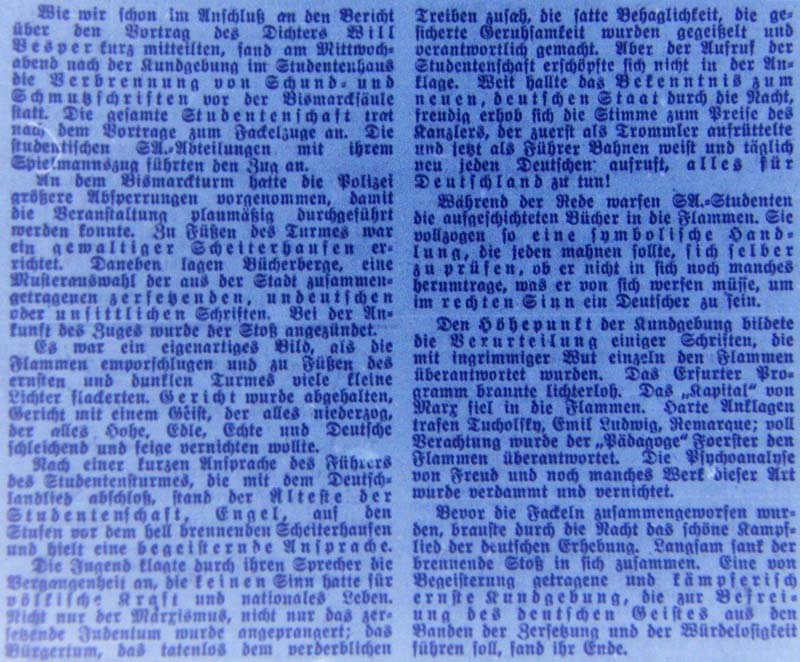 Wie wir schon im Anschluß an den Bericht
über den Vortrag des Dichters Will
Vesper kurz mitteilten, fand am Mittwoch-
abend nach der Kundgebung im Studentenhaus
die Verbrennung von Schund- und
Schmutzschriften vor der Bismarcksäule
statt. Die gesamte Studentenschaft trat
nach dem Vortrage zum Fackelzuge an. Die
studentischen SA.-Abteilungen mit ihrem
Spielmannszug führten den Zug an.
An dem Bismarckturm hatte die Polizei
größere Absperrungen vorgenommen, damit
die Veranstaltung planmäßig durchgeführt
werden konnte. Zu Füßen des Turmes war
ein gewaltiger Scheiterhaufen er-
richtet. Daneben lagen Bücherberge, eine
Musterauswahl der aus der Stadt zusammen-
getragenen zersetzenden, undeutschen
oder unsittlichen Schriften. Bei der An-
kunft des Zuges wurde der Stoß angezündet.
Es war ein eigenartiges Bild, als die
Flammen emporschlugen und zu Füßen des
ernsten und dunklen Turmes viele kleine
Lichter flackerten. Gericht wurde abgehalten,
Gericht mit einem Geist, der alles niederzog,
der alles Hohe, Edle, Echte und Deutsche
schleichend und feige vernichten wollte.
Nach einer kurzen Ansprache des Führers
des Studentensturmes, die mit dem Deutsch-
landlied abschloß, stand der Älteste der
Studentenschaft, Engel, auf den
Stufen vor dem hell brennenden Scheiterhaufen
und hielt eine begeisternde Ansprache.
Die Jugend klagte durch ihren Sprecher die
Vergangenheit an, die keinen Sinn hatte für
völkische Kraft und nationales Leben.
Nicht nur der Marxismus, nicht nur das zer-
setzende Judentum wurde angeprangert; das
Bürgertum, das tatenlos dem verderblichen
Treiben zusah, die satte Behaglichkeit, die ge-
sicherte Geruhsamkeit wurden gegeißelt und
verantwortlich gemacht. Aber der Aufruf der
Studentenschaft erschöpfte sich nicht in der An-
klage. Weit hallte das Bekenntnis zum
neuen, deutschen Staat durch die Nacht,
freudig erhob sich die Stimme zum Preise des
Kanzlers, der zuerst als Trommler aufrüttelte
und jetzt als Führer Bahnen weist und täglich
neu jeden Deutschen aufruft, alles für
Deutschland zu tun!
Während der Rede warfen SA.-Studenten
die aufgeschichteten Bücher in die Flammen. Sie
vollzogen so eine symbolische Hand-
lung, die jeden mahnen sollte, sich selber
zu prüfen, ob er nicht in sich noch manches
herumtrage, was er von sich werfen müsse, um
im rechten Sinn ein Deutscher zu sein.
Den Höhepunkt der Kundgebung bildete
die Verurteilung einiger Schriften, die
mit ingrimmiger Wut einzeln den Flammen
überantwortet wurden. Das Erfurter Pro-
gramm brannte lichterloh. Das „Kapital“ von
Marx fiel in die Flammen. Harte Anklagen
trafen Tucholsky, Emil Ludwig, Remarque; voll
Verachtung wurde der „Pädagoge“ Foerster den
Flammen überantwortet. Die Psychoanalyse
von Freud und noch manches Werk dieser Art
wurde verdammt und vernichtet.
Bevor die Fackeln zusammengeworfen wur-
den, brauste durch die Nacht das schöne Kampf-
lied der deutschen Erhebung. Langsam sank der
brennende Stoß in sich zusammen. Eine von
Begeisterung getragene und kämpferisch
ernste Kundgebung, die zur Befrei-
ung des deutschen Geistes aus den
Banden der Zersetzung und der Würdelosigkeit
führen soll, fand ihr Ende.